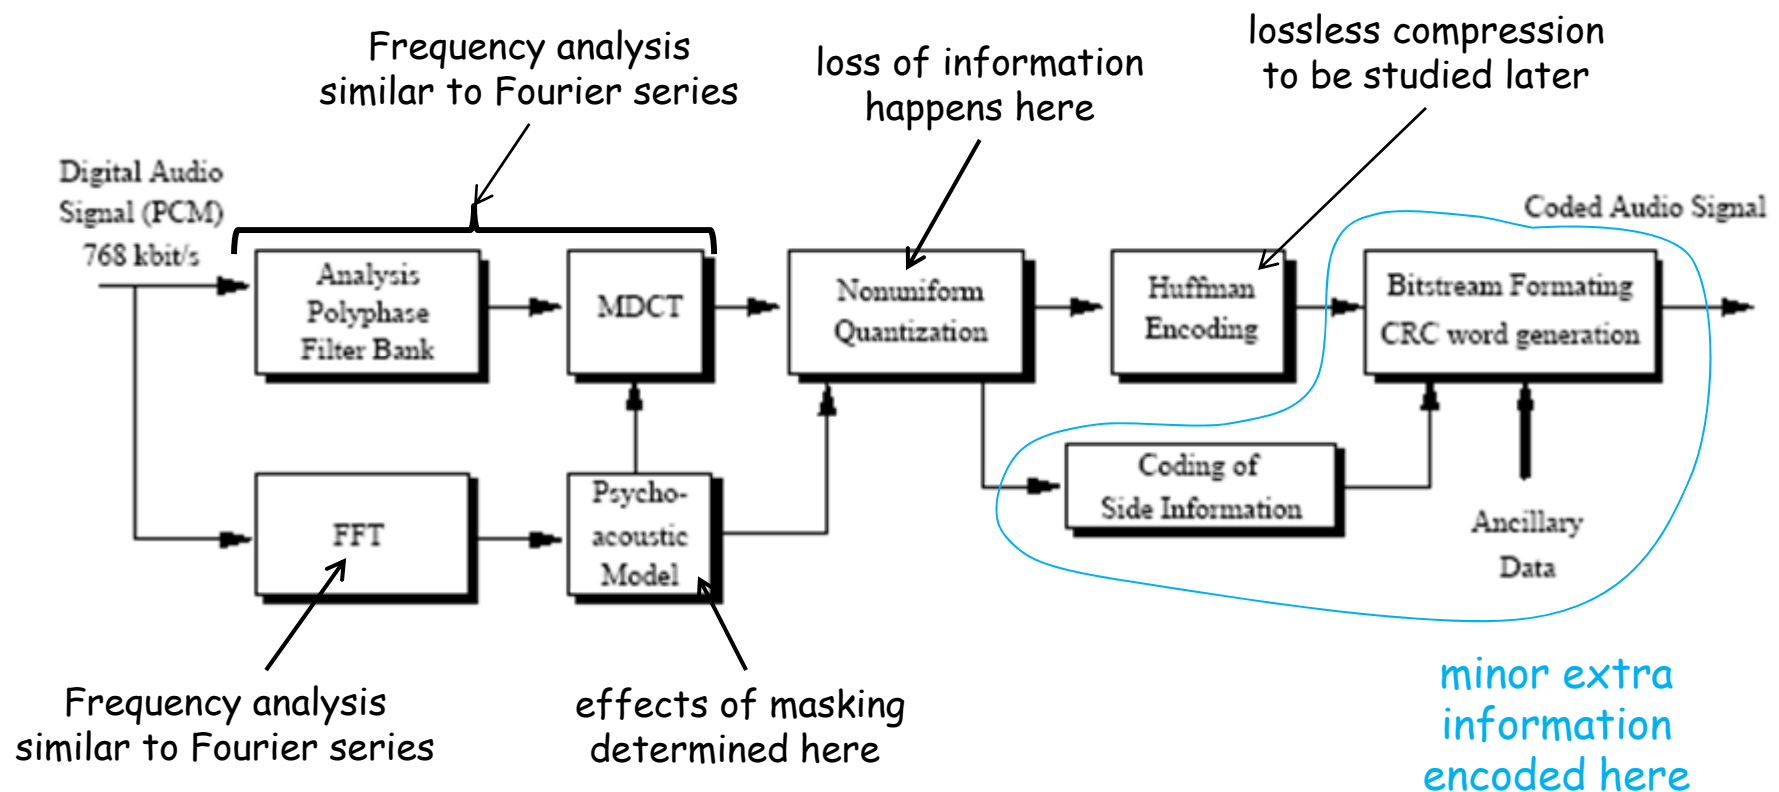 Frequency analysis
similar to Fourier series
loss of information
happens here
lossless compression
to be studied later
Digital Audio
Signal (PCM)
768 kbit/s
Coded Audio Signal
Analysis
Polyphase
Filter Bank
MDCT
Nonuniform
Quantization
Huffman
Encoding
Bitstream Formating
CRC word generation
FFT
Psycho-
acoustic
Model
Coding of
Side Information
Ancillary
Data
Frequency analysis
similar to Fourier series
effects of masking
determined here
minor extra
information
encoded here